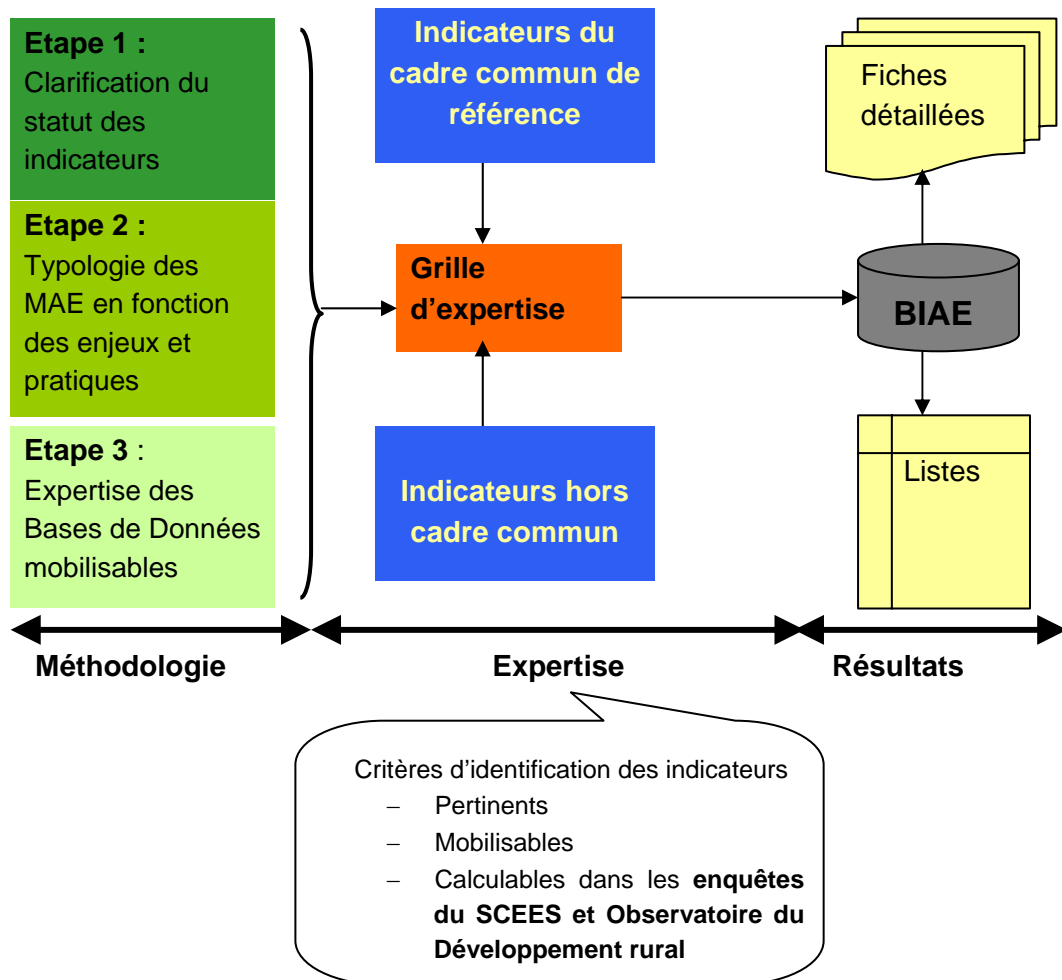 Etape 1 :
Clarification du
statut des
indicateurs
Etape 2 :
Typologie des
MAE en fonction
des enjeux et
pratiques
Etape 3 :
Expertise des
Bases de Données
mobilisables
Indicateurs du
cadre commun de
référence
Grille
d’expertise
Indicateurs hors
cadre commun
Fiches
détaillées
BIAE
Listes
Méthodologie
Expertise
Résultats
Critères d’identification des indicateurs
– Pertinents
– Mobilisables
– Calculables dans les enquêtes
du SCEES et Observatoire du
Développement rural